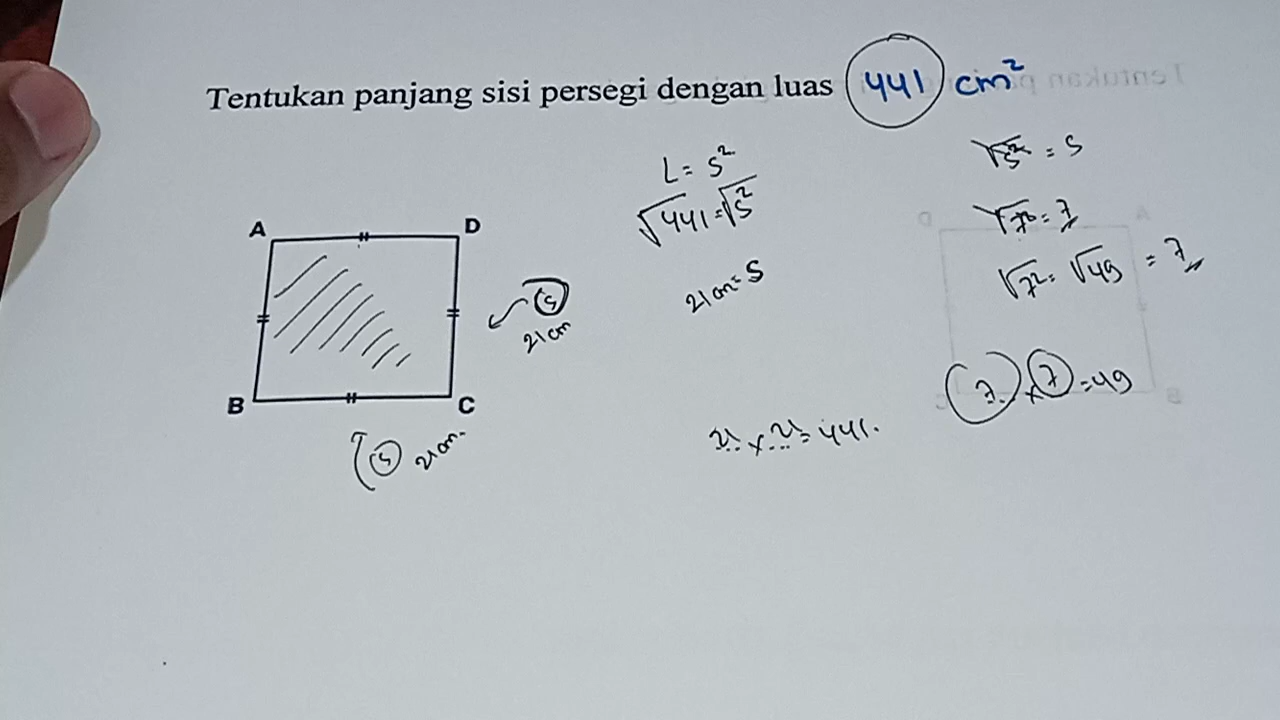 Tentukan panjang sisi persegi dengan luas 441 cm²
L = s²
√441 = √s²
21 cm = s
21 x 21 = 441.
√s² = s
√7² = 7
√7² = √49 = 7
7 x 7 = 49
A
D
B
C
s
21 cm
s 21 cm.